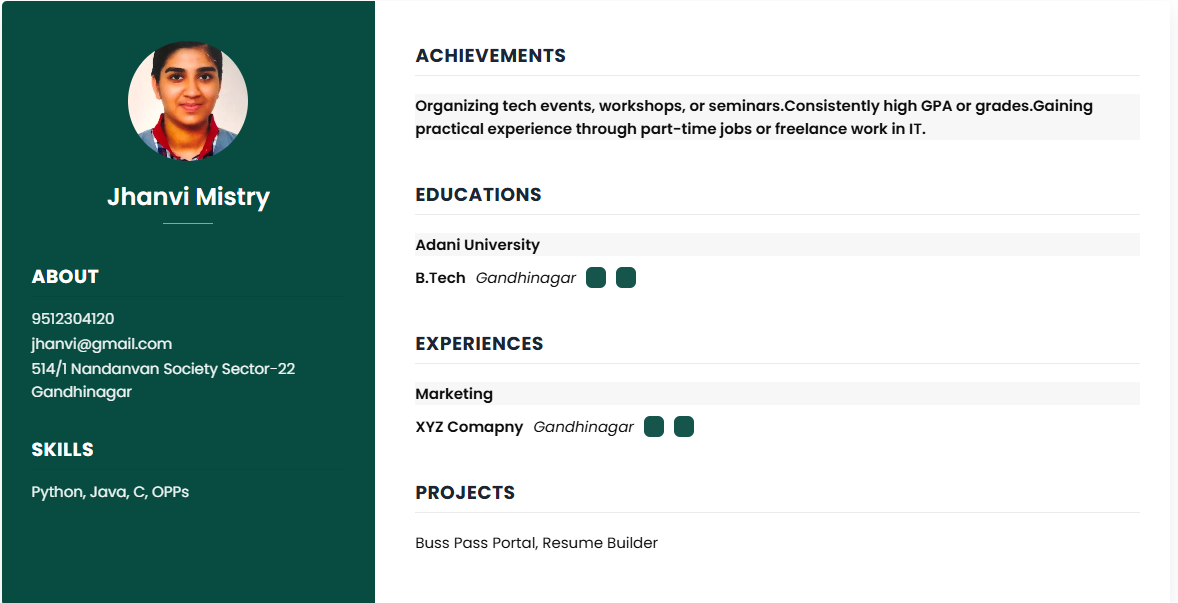 Jhanvi Mistry
ABOUT
9512304120
jhanvi@gmail.com
514/1 Nandanvan Society Sector-22
Gandhinagar
SKILLS
Python, Java, C, OPPs
ACHIEVEMENTS
Organizing tech events, workshops, or seminars.Consistently high GPA or grades.Gaining
practical experience through part-time jobs or freelance work in IT.
EDUCATIONS
Adani University
B.Tech Gandhinagar
EXPERIENCES
Marketing
XYZ Comapny Gandhinagar
PROJECTS
Buss Pass Portal, Resume Builder